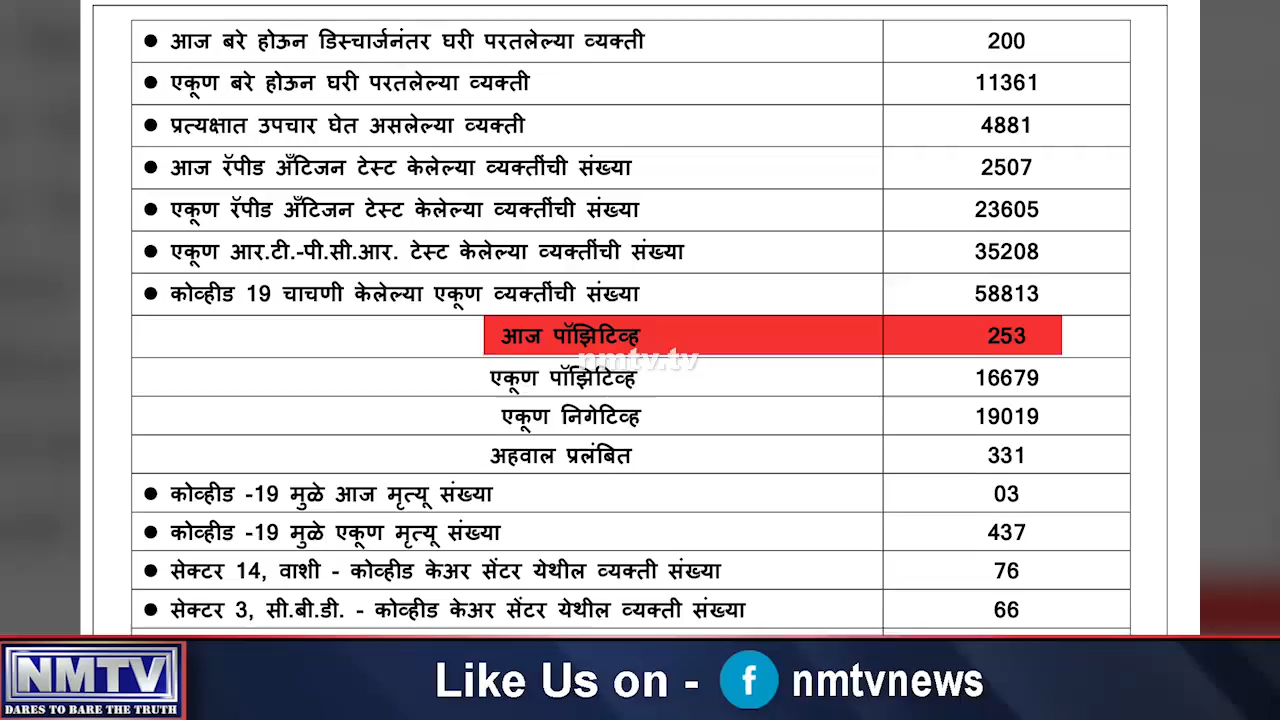 ● आज बरे होऊन डिस्चार्जनंतर घरी परतलेल्या व्यक्ती 200
● एकूण बरे होऊन घरी परतलेल्या व्यक्ती 11361
● प्रत्यक्षात उपचार घेत असलेल्या व्यक्ती 4881
● आज रॅपीड अँटिजन टेस्ट केलेल्या व्यक्तींची संख्या 2507
● एकूण रॅपीड अँटिजन टेस्ट केलेल्या व्यक्तींची संख्या 23605
● एकूण आर.टी.-पी.सी.आर. टेस्ट केलेल्या व्यक्तींची संख्या 35208
● कोव्हीड 19 चाचणी केलेल्या एकूण व्यक्तींची संख्या 58813
आज पॉझिटिव्ह 253
nmtv.tv
एकूण पॉझिटिव्ह 16679
एकूण निगेटिव्ह 19019
अहवाल प्रलंबित 331
● कोव्हीड -19 मुळे आज मृत्यू संख्या 03
● कोव्हीड -19 मुळे एकूण मृत्यू संख्या 437
● सेक्टर 14, वाशी - कोव्हीड केअर सेंटर येथील व्यक्ती संख्या 76
● सेक्टर 3, सी.बी.डी. - कोव्हीड केअर सेंटर येथील व्यक्ती संख्या 66
NMTV
DARES TO BARE THE TRUTH
Like Us on - f nmtvnews